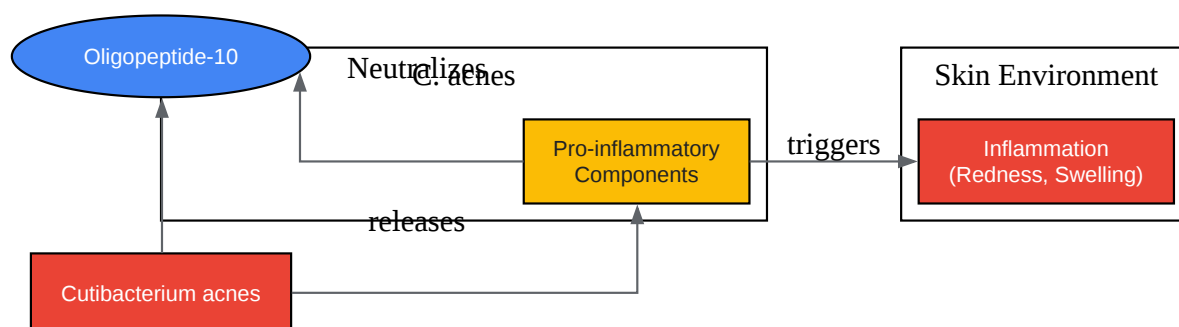 Oligopeptide-10
Neutralizes
C. acnes
Skin Environment
Pro-inflammatory
Components
triggers
Inflammation
(Redness, Swelling)
releases
Cutibacterium acnes